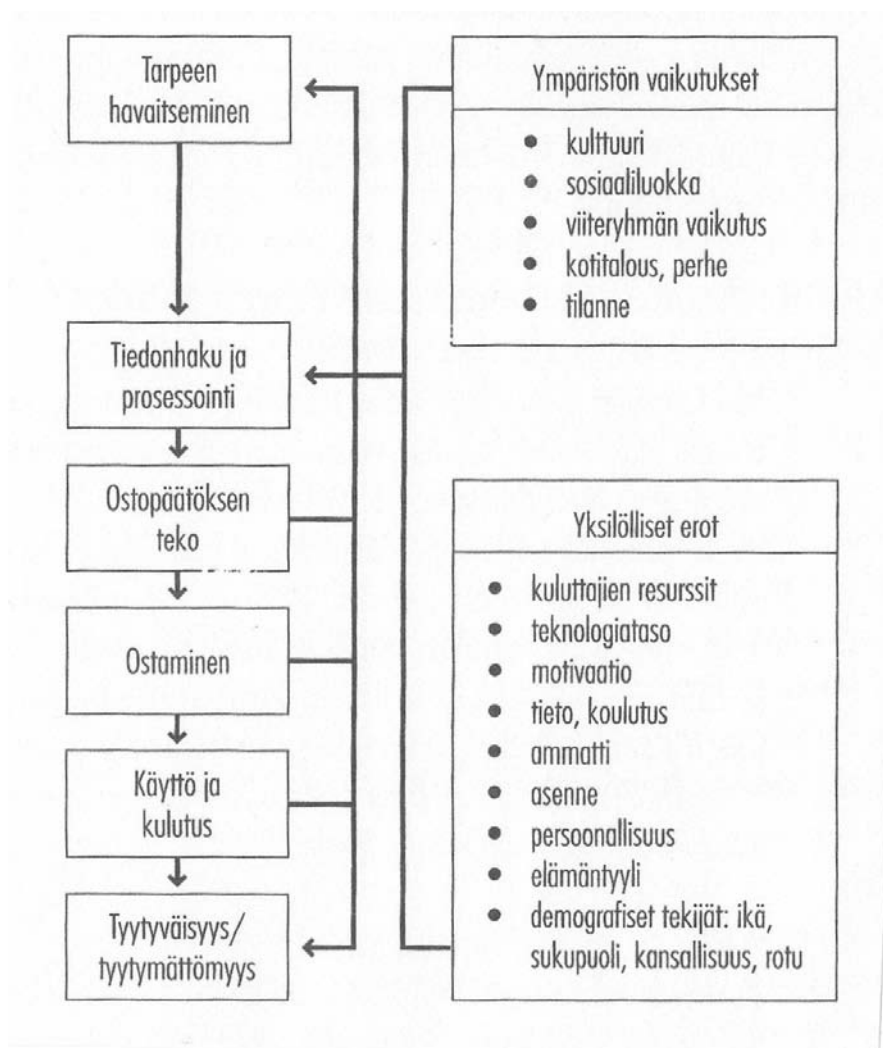 Tarpeen
havaitseminen
Tiedonhaku ja
prosessointi
Ostopäätöksen
teko
Ostaminen
Käyttö ja
kulutus
Tyytyväisyys/
tyytymättömyys
Ympäristön vaikutukset
• kulttuuri
• sosiaaliluokka
• viiteryhmän vaikutus
• kotitalous, perhe
• tilanne
Yksilölliset erot
• kuluttajien resurssit
• teknologiataso
• motivaatio
• tieto, koulutus
• ammatti
• asenne
• persoonallisuus
• elämäntyyli
• demografiset tekijät: ikä,
sukupuoli, kansallisuus, rotu